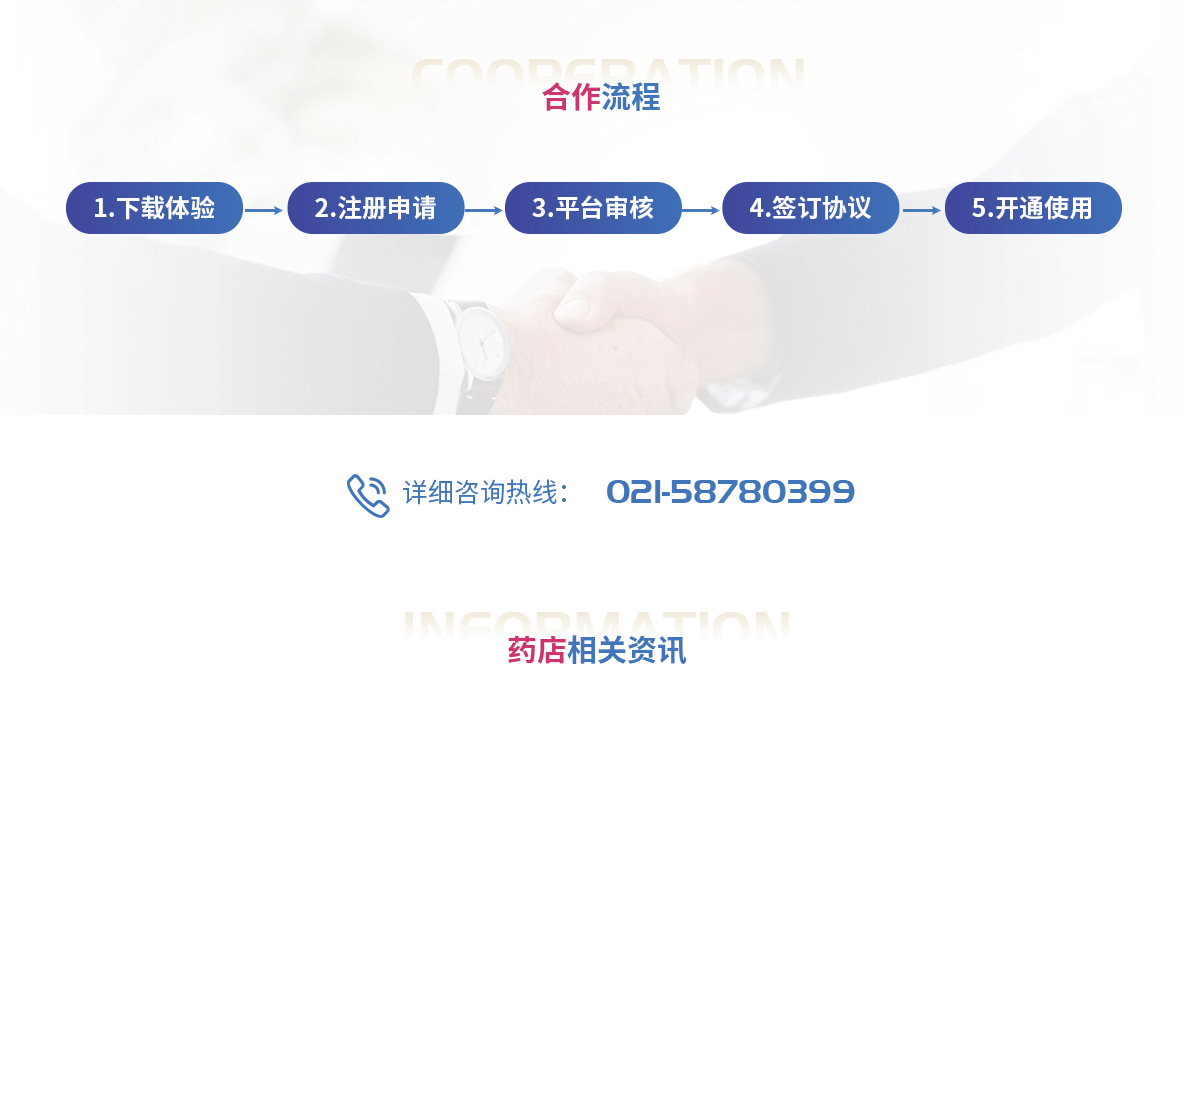 COOPERATION
合作流程
1.下载体验
2.注册申请
3.平台审核
4.签订协议
5.开通使用
详细咨询热线： 021-58780399
INFORMATION
药店相关资讯